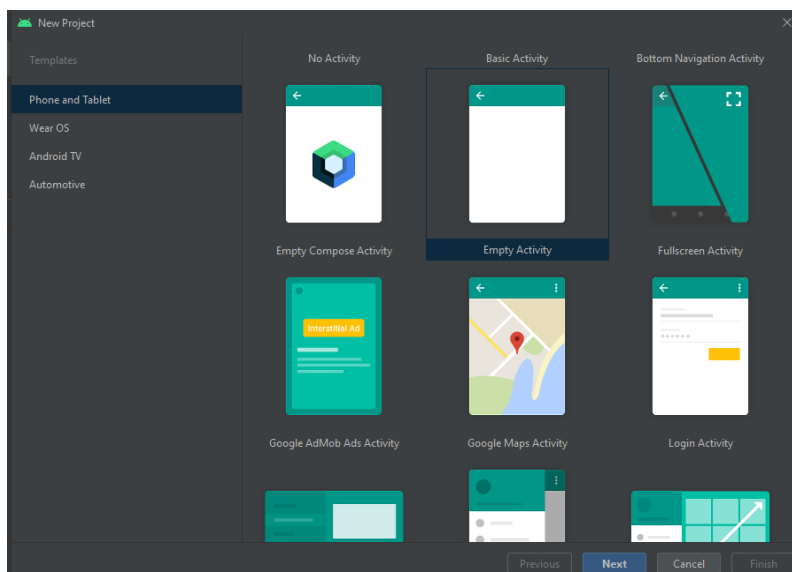 New Project
Templates
Phone and Tablet
Wear OS
Android TV
Automotive
No Activity
Basic Activity
Bottom Navigation Activity
Empty Compose Activity
Empty Activity
Fullscreen Activity
Interstitial Ad
Google AdMob Ads Activity
Google Maps Activity
Login Activity
Previous
Next
Cancel
Finish